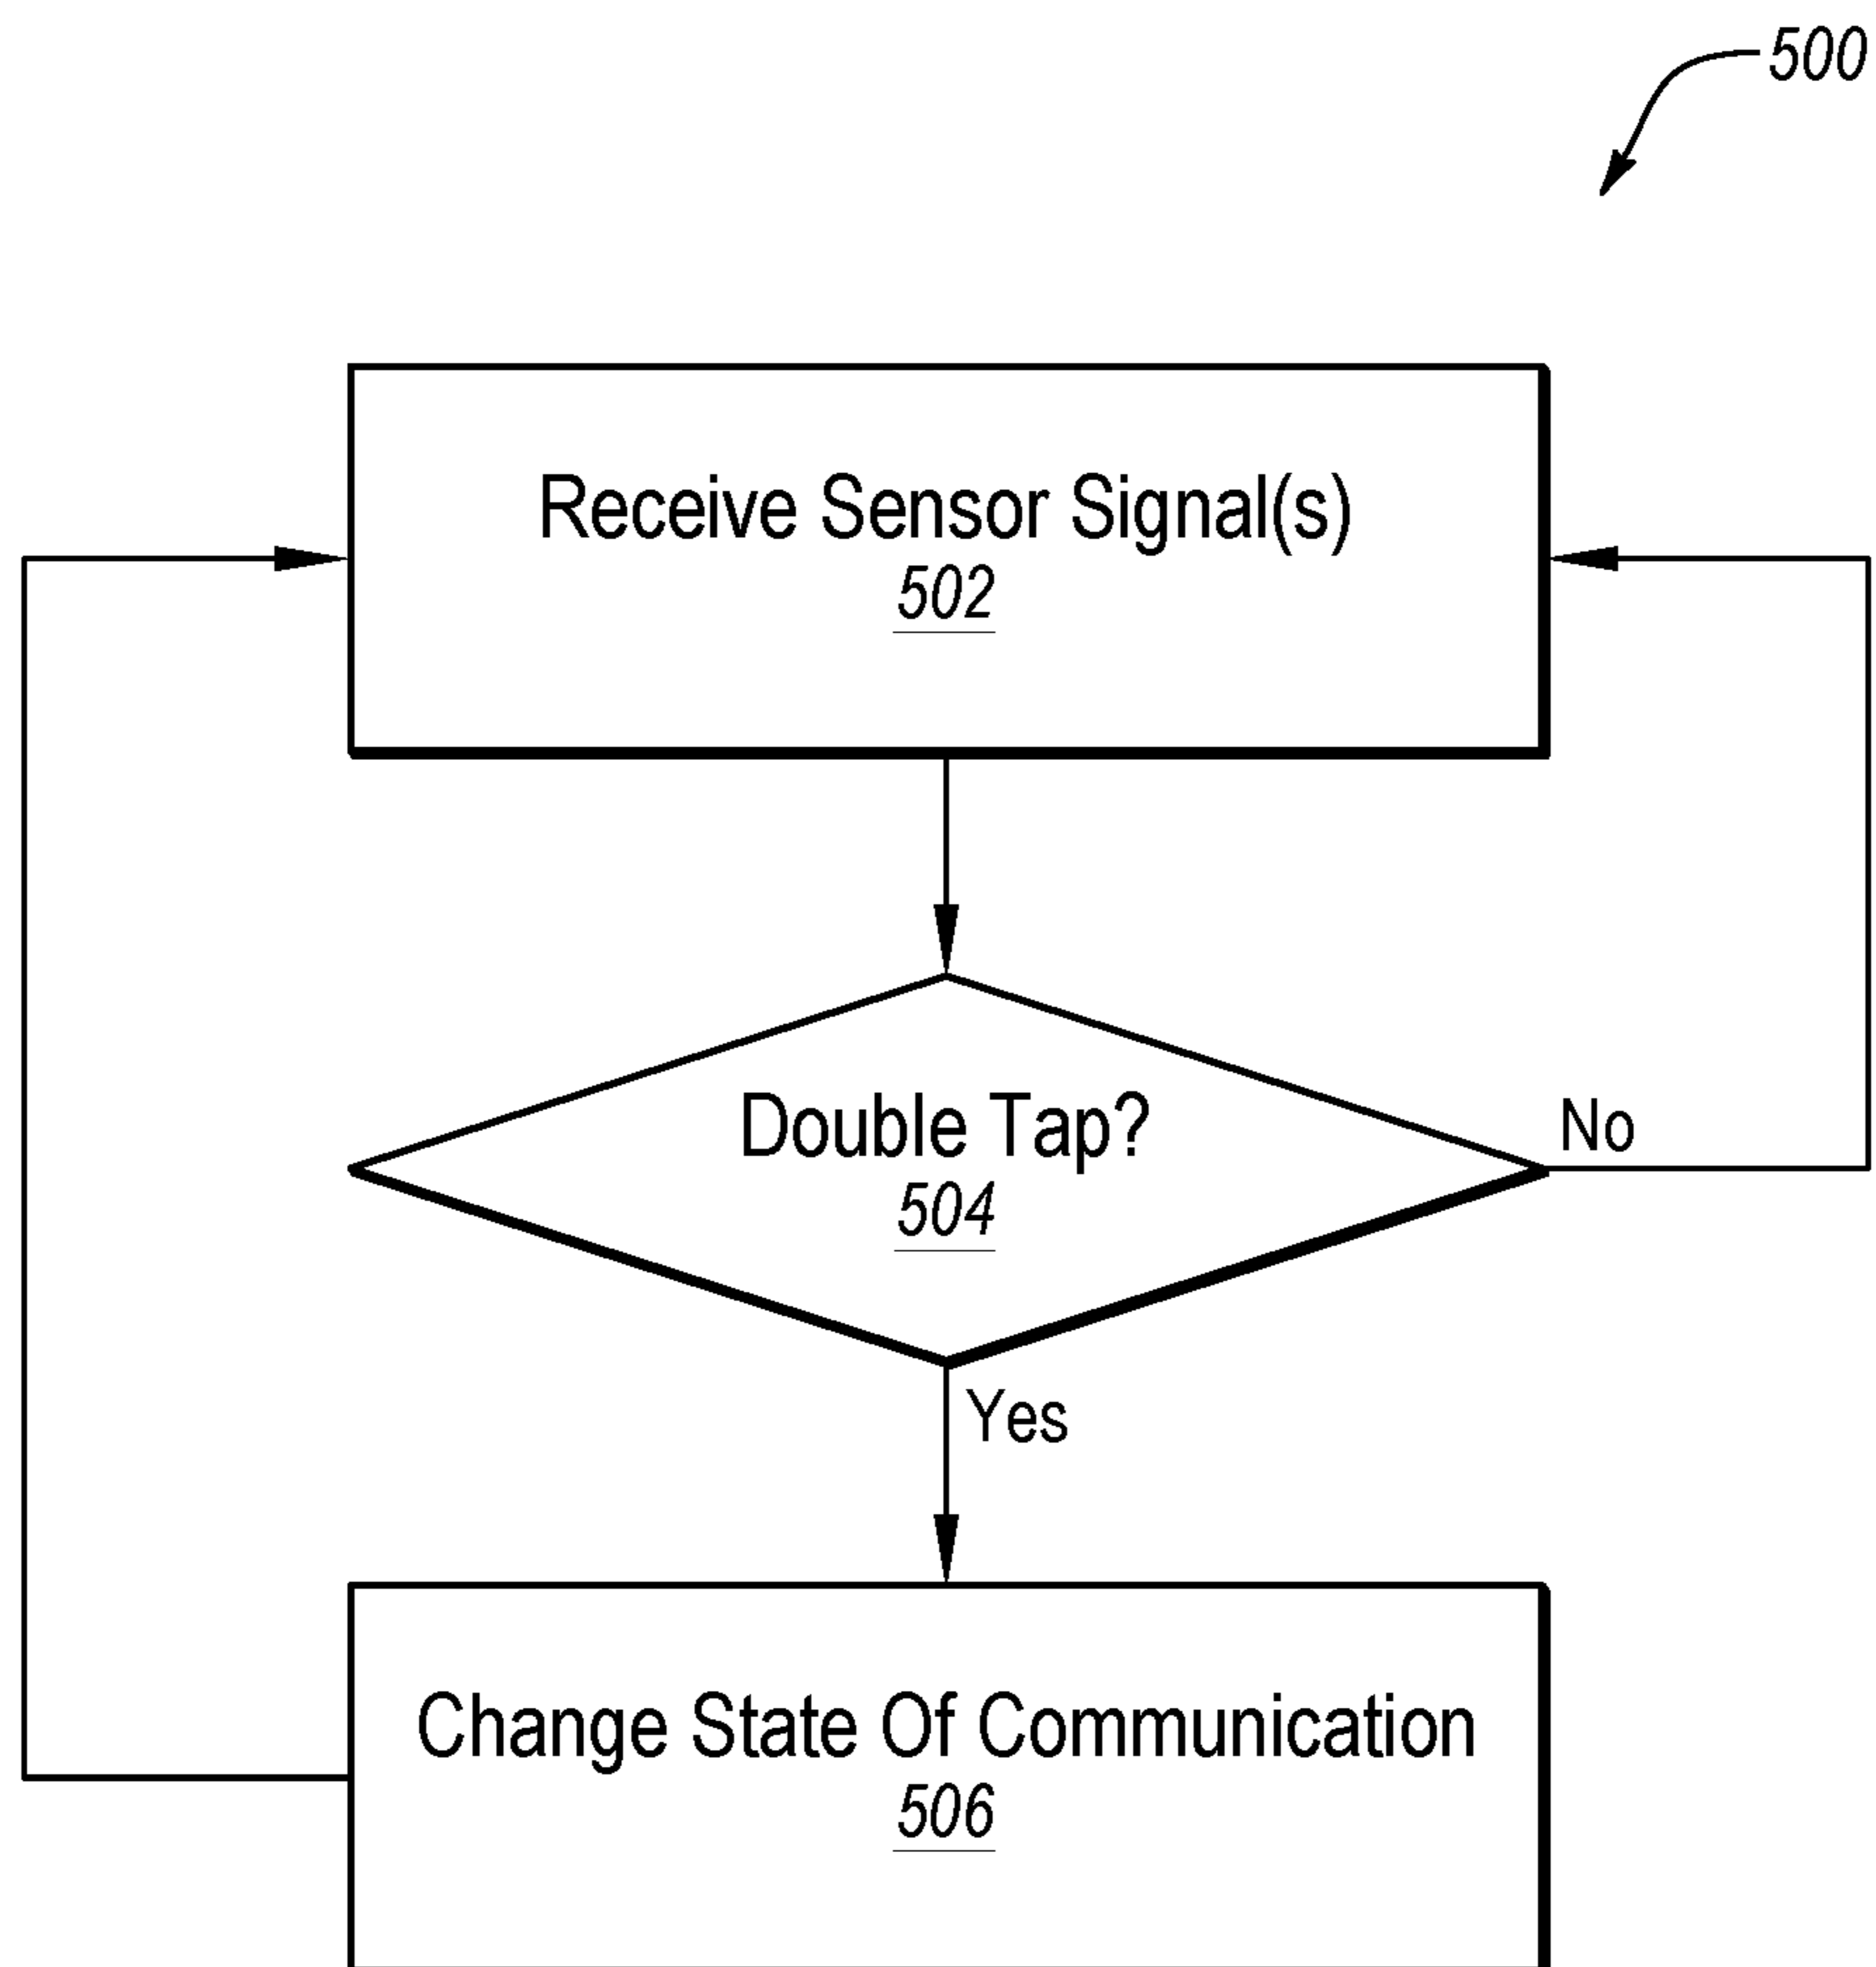 500
Receive Sensor Signal(s)
502
Double Tap?
504
No
Yes
Change State Of Communication
506